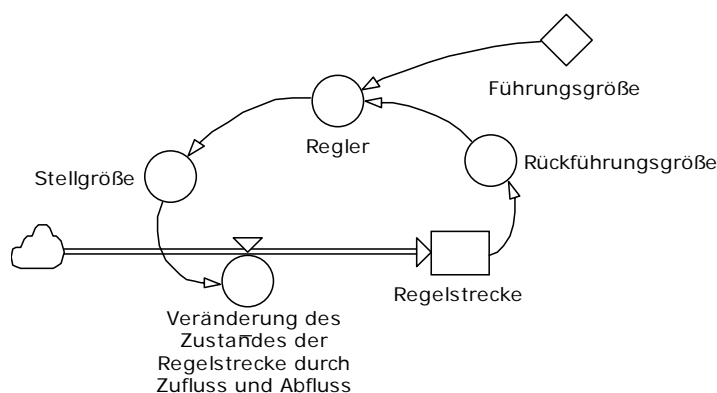 Führungsgröße
Regler
Rückführungsgröße
Stellgröße
Regelstrecke
Veränderung des
Zustandes der
Regelstrecke durch
Zufluss und Abfluss